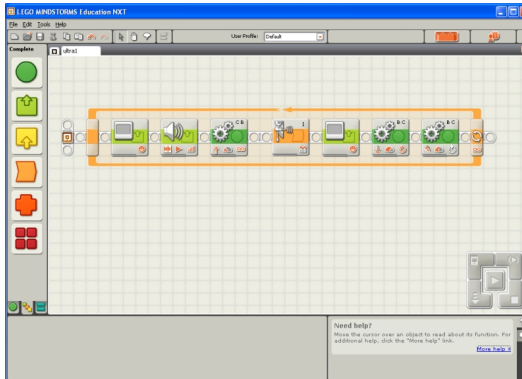 LEGO MINDSTORMS Education NXT
File Edit Tools Help
User Profile: Default
Complete
ultra1
C B
1
B C
B C
Need help?
Move the cursor over an object to read about its function. For
additional help, click the "More help" link.
More help